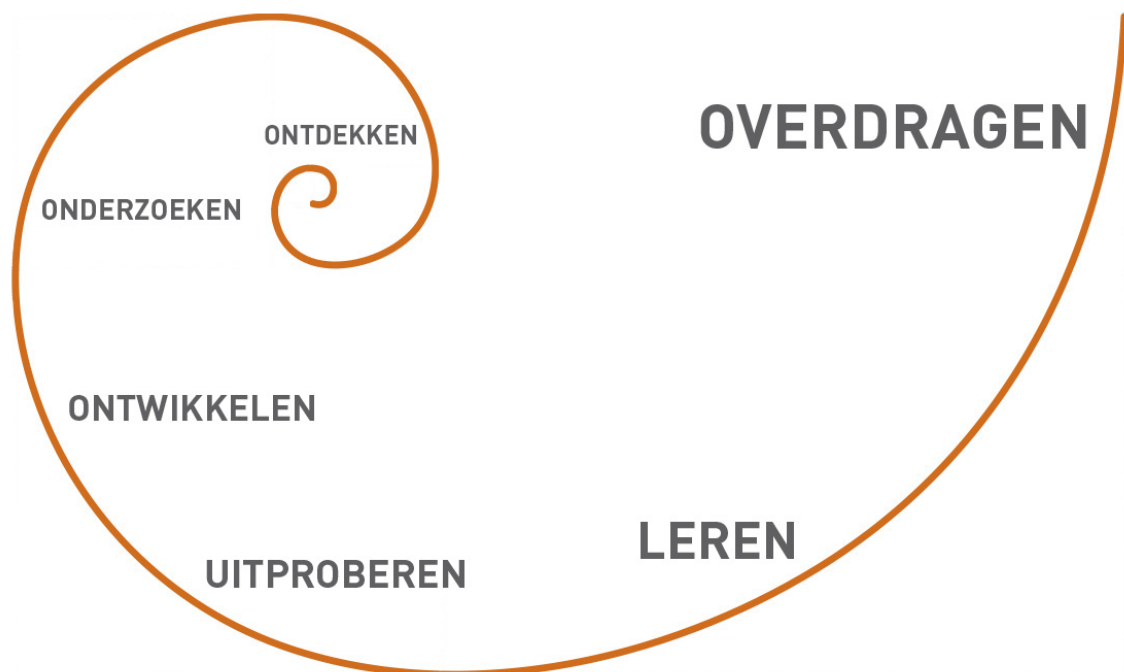 ONTDEKKEN
ONDERZOEKEN
ONTWIKKELEN
UITPROBEREN
LEREN
OVERDRAGEN